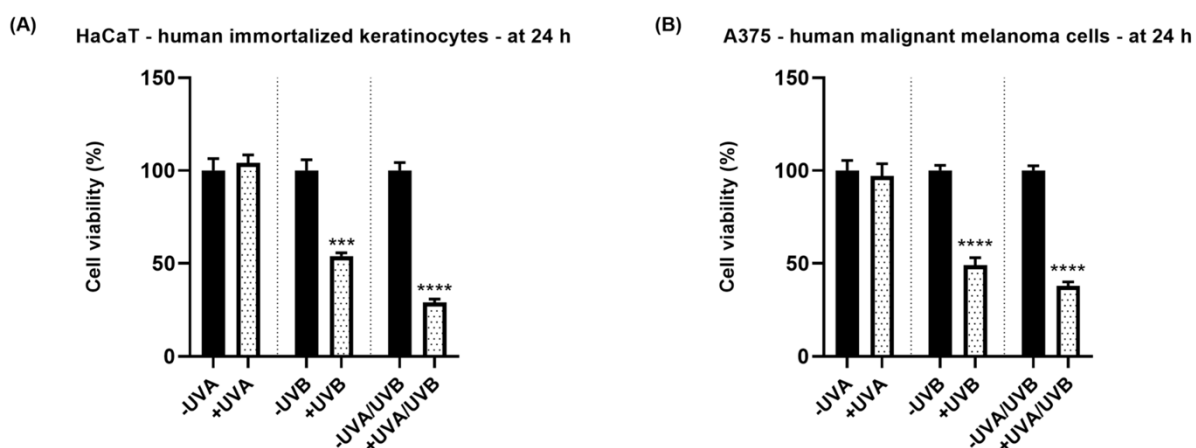 (A)
HaCaT - human immortalized keratinocytes - at 24 h
Cell viability (%)
150
100
50
0
***
****
-UVA
+UVA
-UVB
+UVB
-UVA/UVB
+UVA/UVB
(B)
A375 - human malignant melanoma cells - at 24 h
Cell viability (%)
150
100
50
0
****
****
-UVA
+UVA
-UVB
+UVB
-UVA/UVB
+UVA/UVB